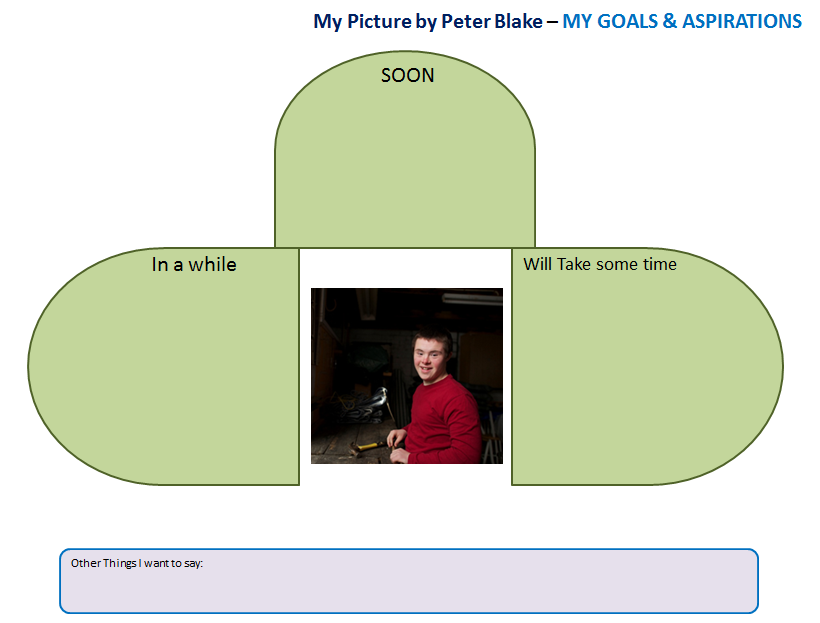 My Picture by Peter Blake – MY GOALS & ASPIRATIONS
SOON
In a while
Will Take some time
Other Things I want to say: